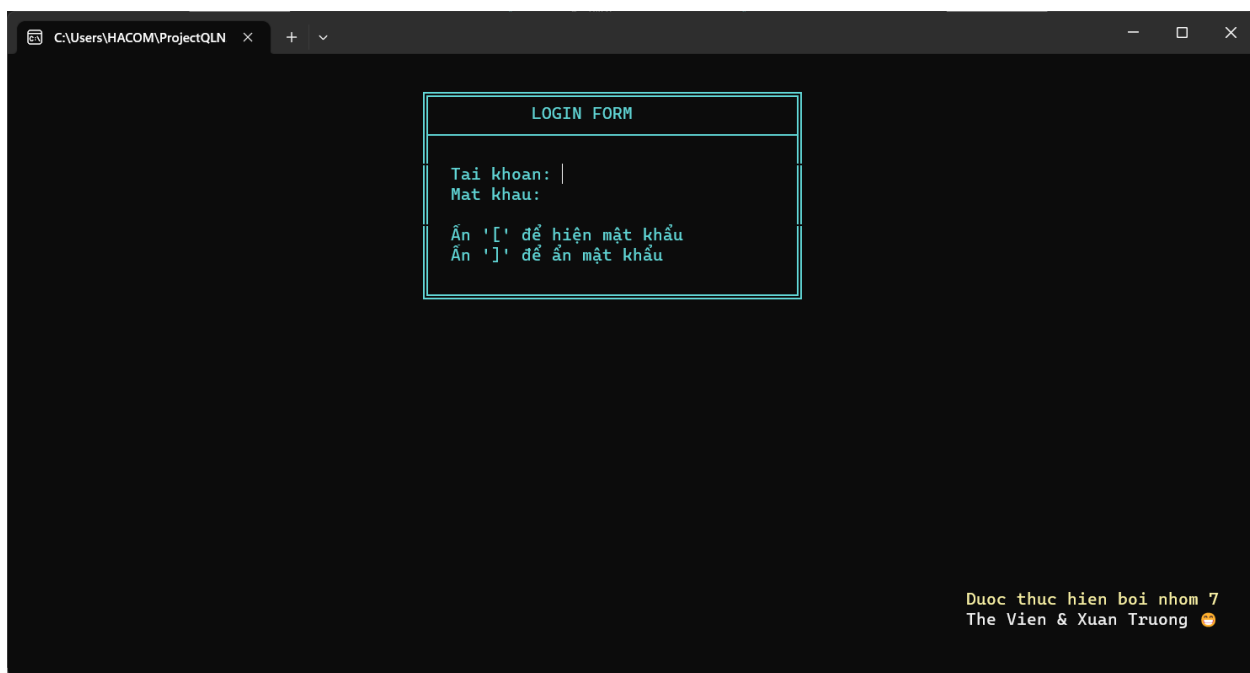 C:\Users\HACOM\ProjectQLN
LOGIN FORM
Tai khoan:
Mat khau:
Ấn '[' để hiện mật khẩu
Ấn ']' để ẩn mật khẩu
Duoc thuc hien boi nhom 7
The Vien & Xuan Truong 😁